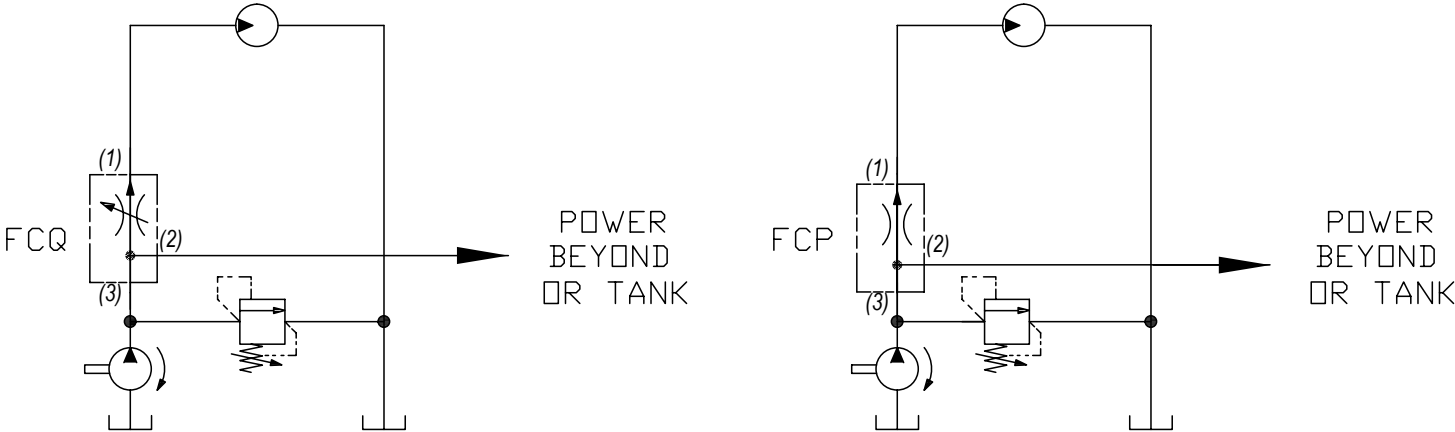 (1)
FCQ
(2)
(3)
POWER
BEYOND
OR TANK
(1)
FCP
(2)
(3)
POWER
BEYOND
OR TANK